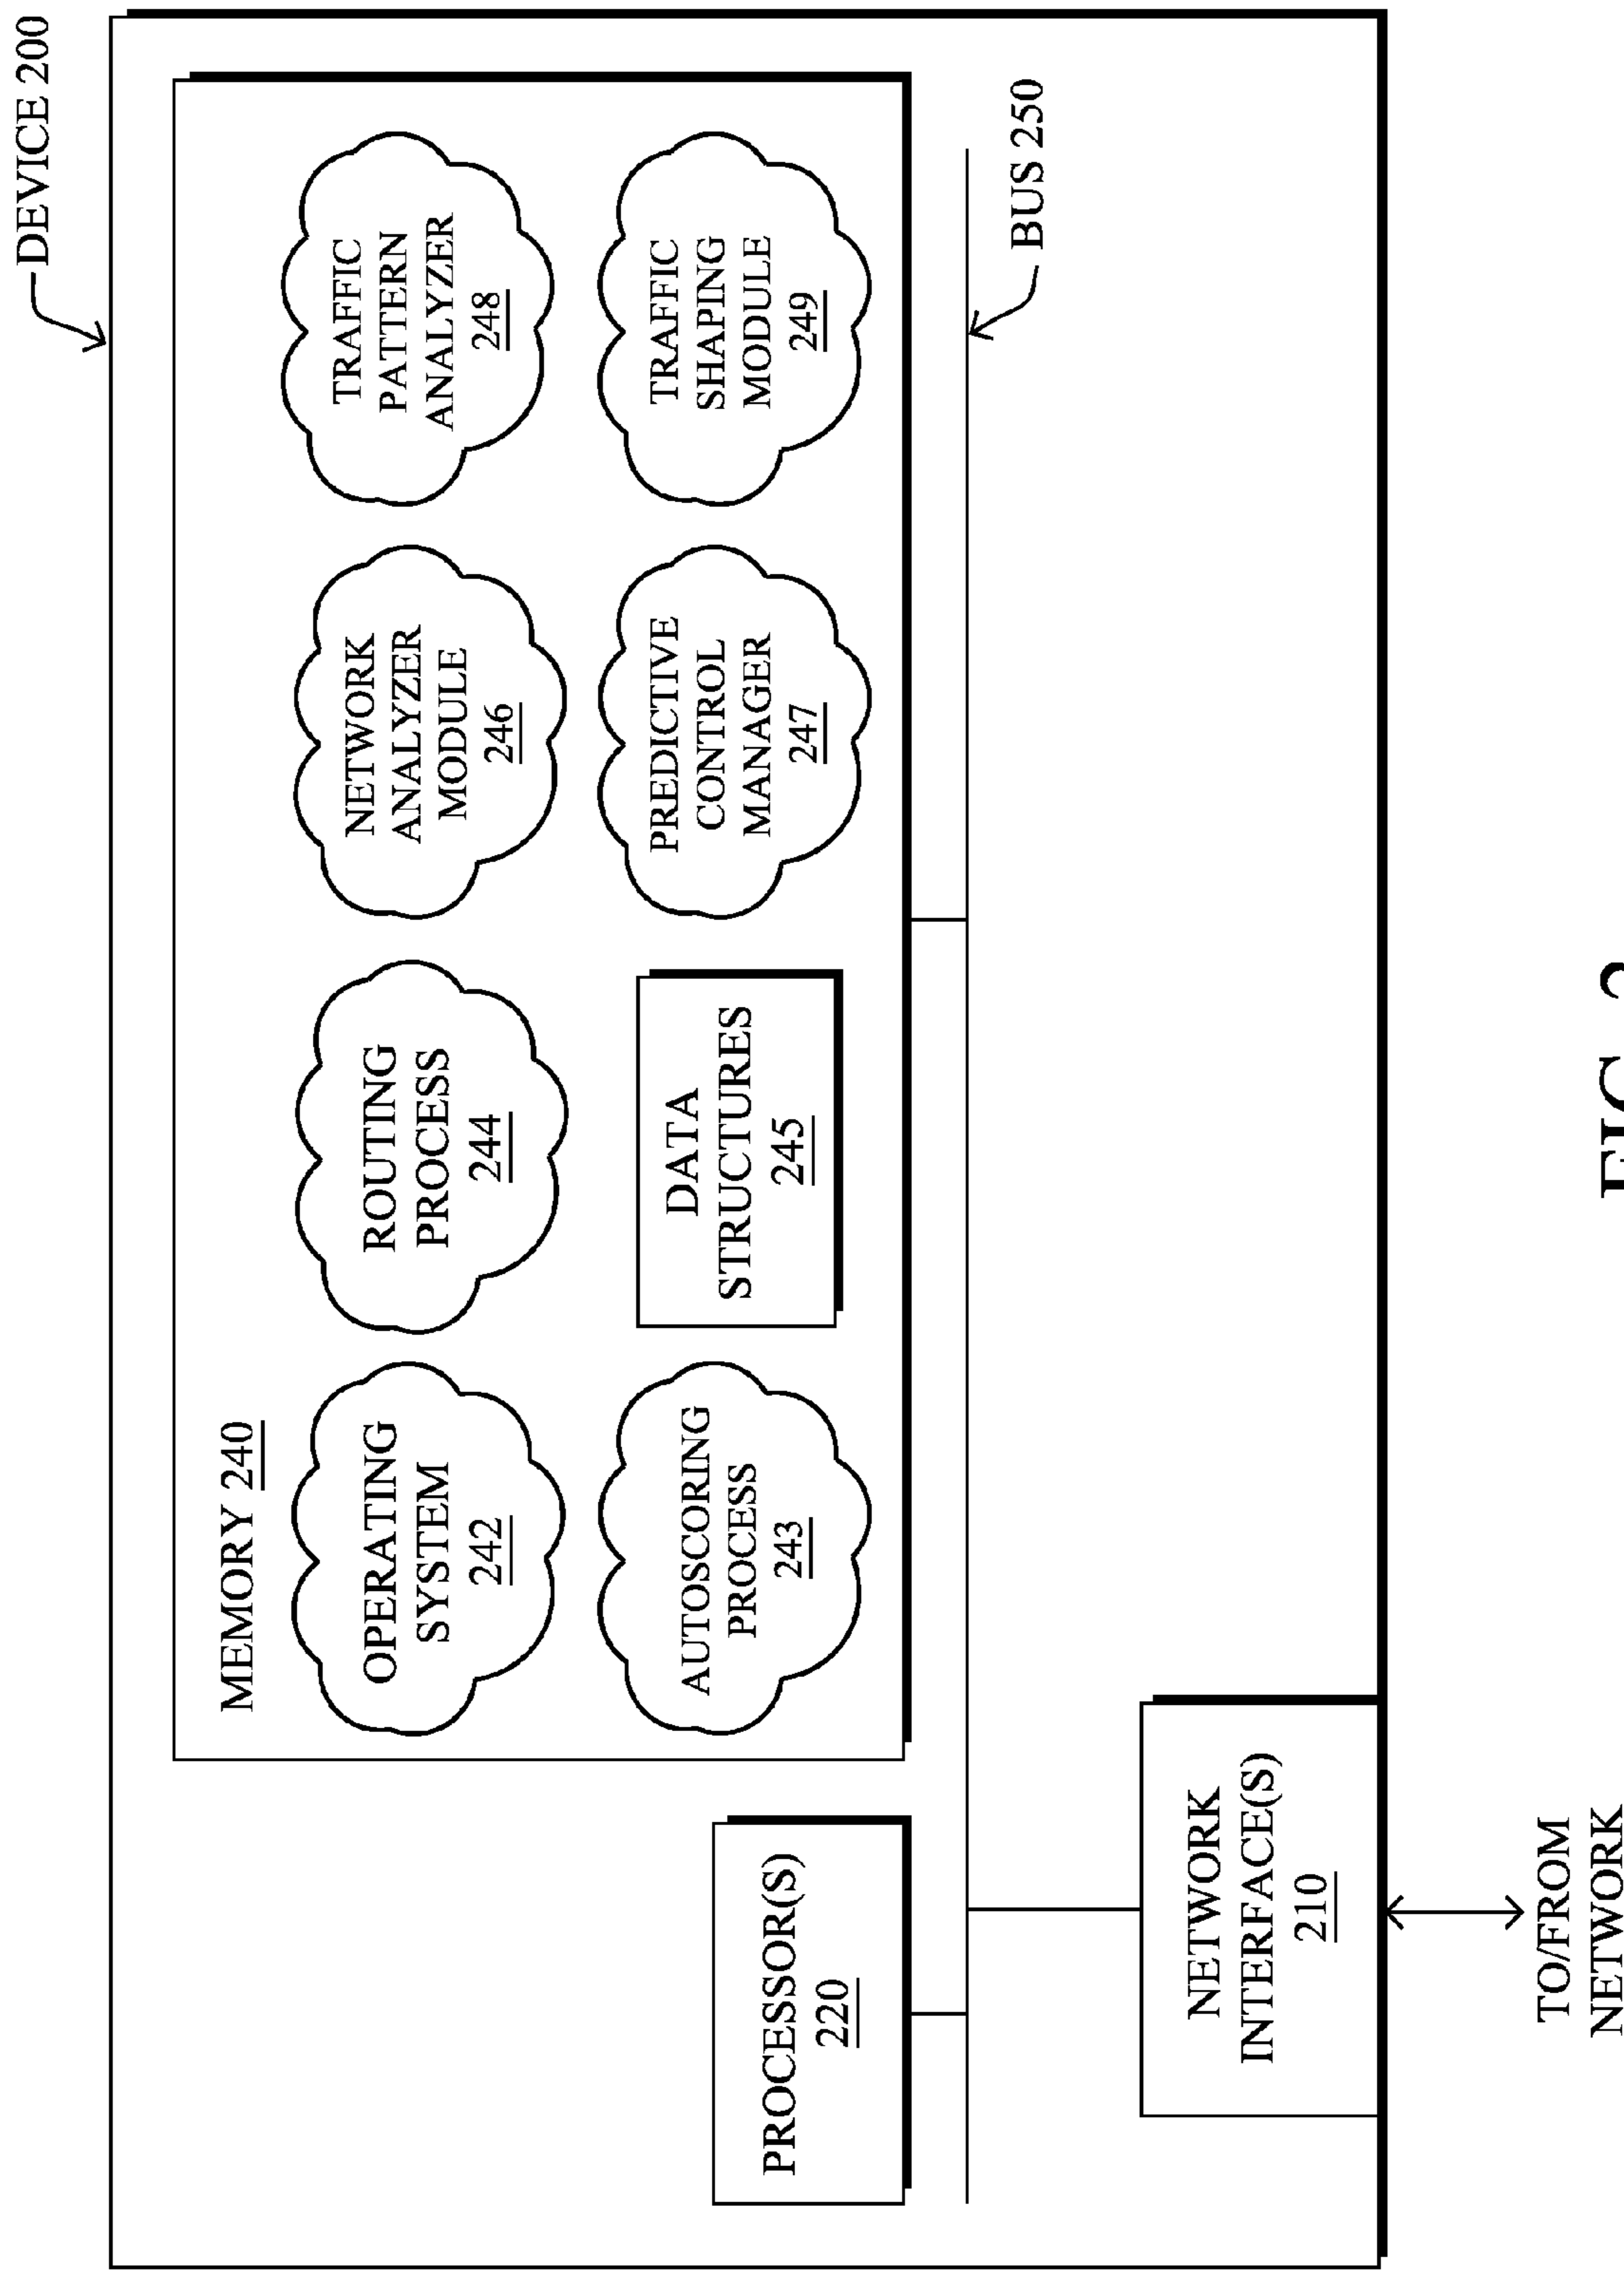 DEVICE 200
MEMORY 240
OPERATING
SYSTEM
242
ROUTING
PROCESS
244
NETWORK
ANALYZER
MODULE
246
TRAFFIC
PATTERN
ANALYZER
248
AUTOSCORING
PROCESS
243
DATA
STRUCTURES
245
PREDICTIVE
CONTROL
MANAGER
247
TRAFFIC
SHAPING
MODULE
249
PROCESSOR(S)
220
BUS 250
NETWORK
INTERFACE(S)
210
TO/FROM
NETWORK